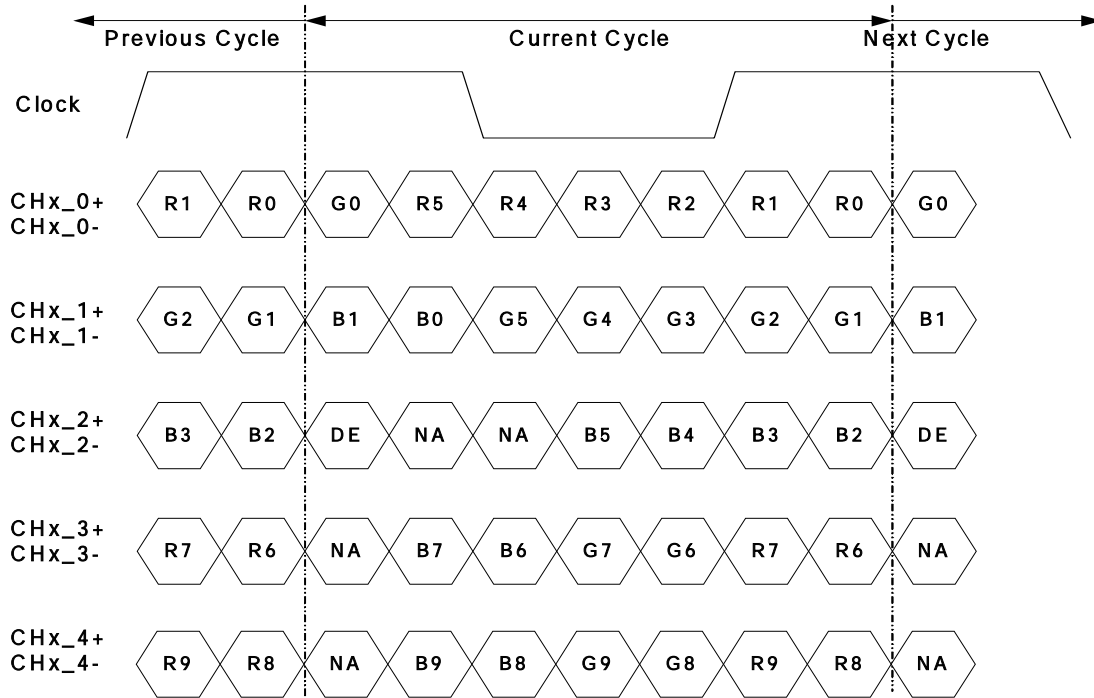 Previous Cycle Current Cycle Next Cycle
Clock
CHx_0+
CHx_0-
R1 R0 G0 R5 R4 R3 R2 R1 R0 G0
CHx_1+
CHx_1-
G2 G1 B1 B0 G5 G4 G3 G2 G1 B1
CHx_2+
CHx_2-
B3 B2 DE NA NA B5 B4 B3 B2 DE
CHx_3+
CHx_3-
R7 R6 NA B7 B6 G7 G6 R7 R6 NA
CHx_4+
CHx_4-
R9 R8 NA B9 B8 G9 G8 R9 R8 NA